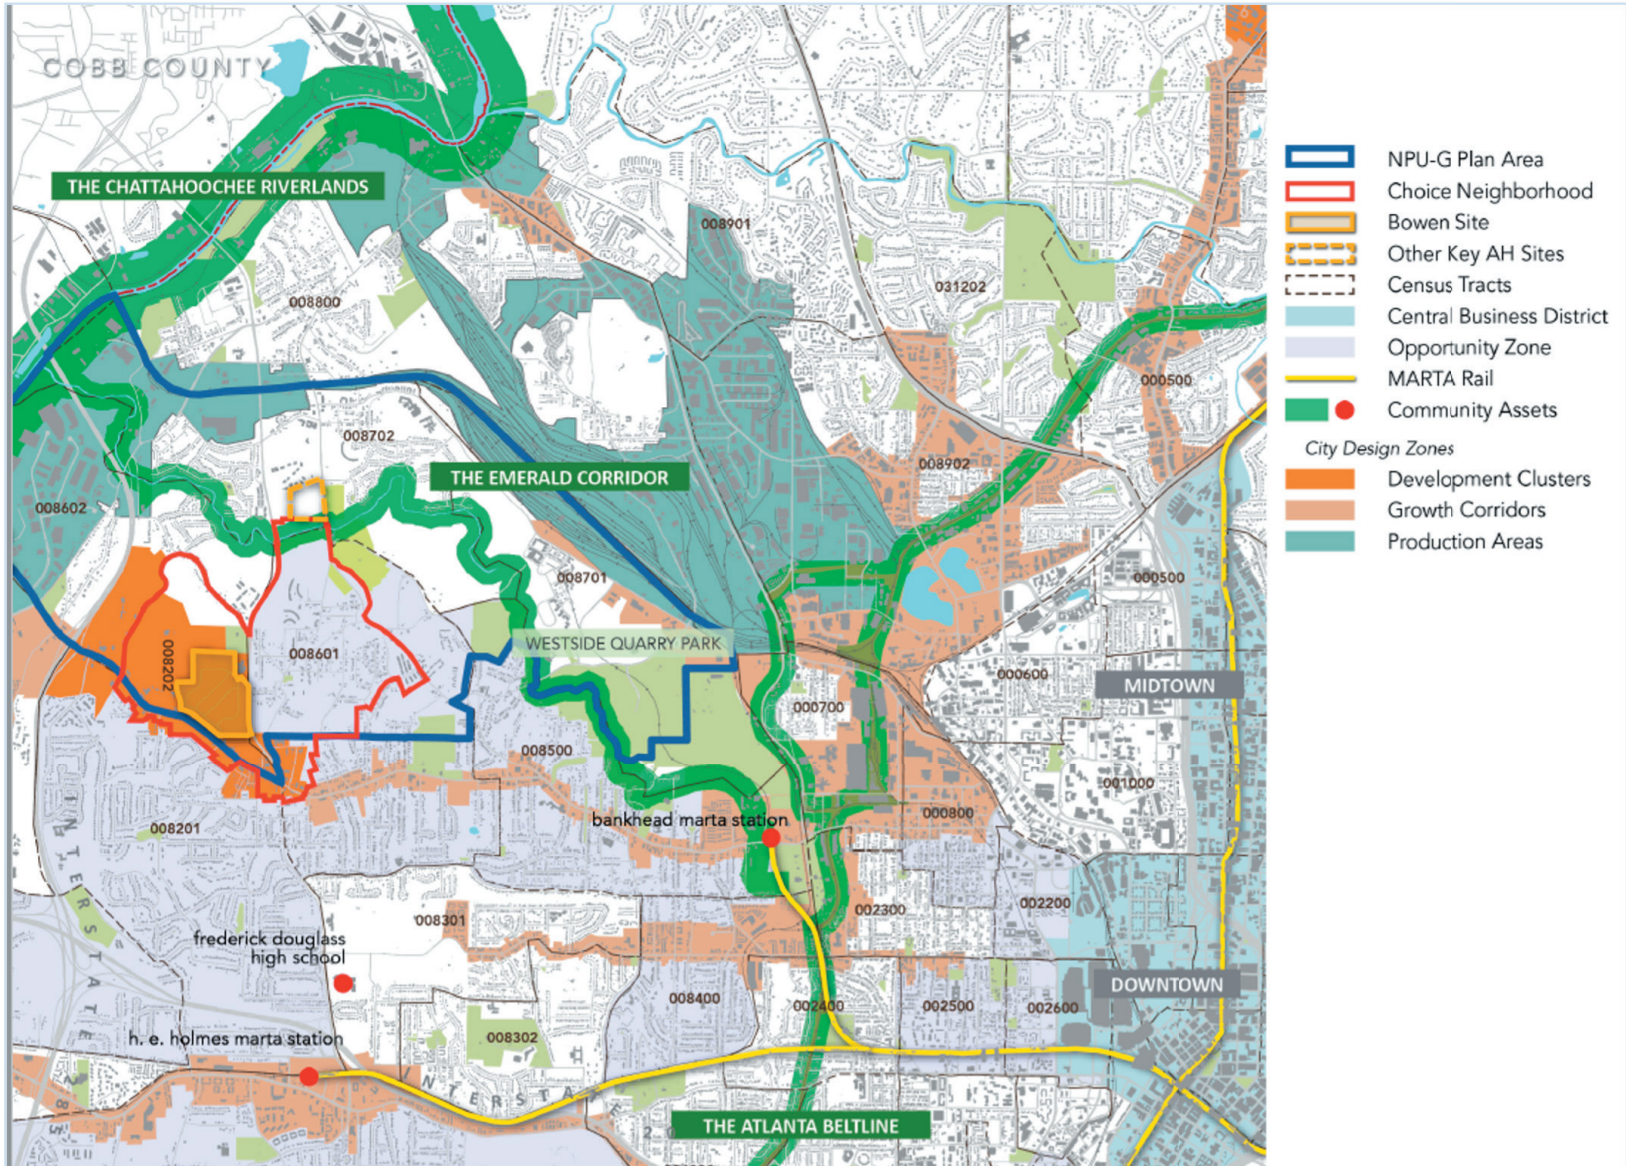 COBB COUNTY
THE CHATTAHOOCHEE RIVERLANDS
008901
031202
008800
000500
008702
008902
THE EMERALD CORRIDOR
008602
008701
000500
WESTSIDE QUARRY PARK
008601
008202
000600
MIDTOWN
000700
008500
001000
000800
bankhead marta station
008201
INTERSTATE
285
008301
002300
002200
frederick douglass
high school
008400
002400
002500
002600
DOWNTOWN
h. e. holmes marta station
008302
THE ATLANTA BELTLINE
NPU-G Plan Area
Choice Neighborhood
Bowen Site
Other Key AH Sites
Census Tracts
Central Business District
Opportunity Zone
MARTA Rail
Community Assets
City Design Zones
Development Clusters
Growth Corridors
Production Areas